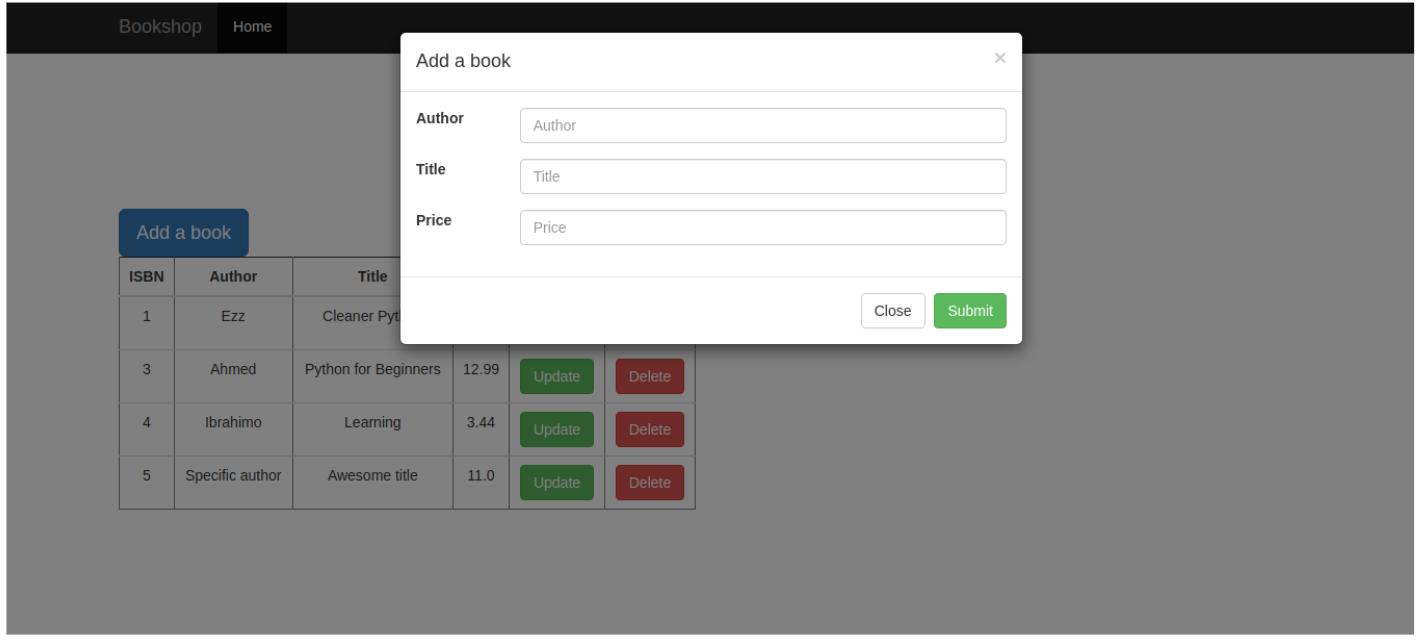 Bookshop Home
Add a book ×
Author Author
Title Title
Price Price
Close Submit
Add a book
ISBN Author Title
1 Ezz Cleaner
3 Ahmed Python for Beginners 12.99 Update Delete
4 Ibrahimo Learning 3.44 Update Delete
5 Specific author Awesome title 11.0 Update Delete